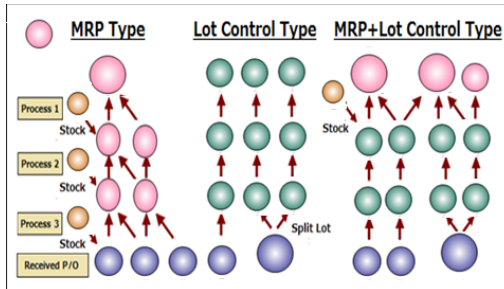 MRP Type
Lot Control Type
MRP+Lot Control Type
Process 1
Stock
Stock
Process 2
Stock
Process 3
Stock
Split Lot
Received P/O